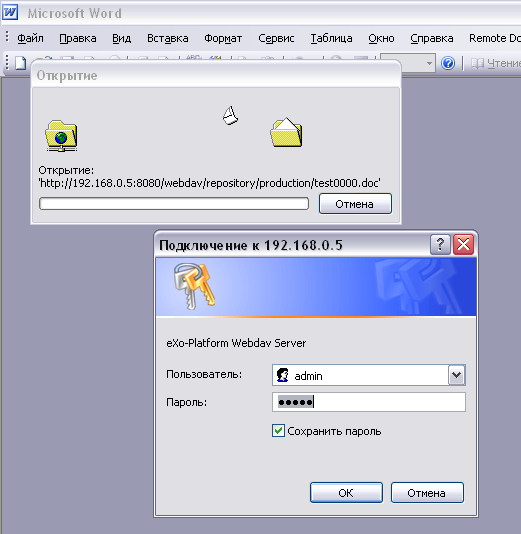 Microsoft Word
Файл Правка Вид Вставка Формат Сервис Таблица Окно Справка Remote Do
Чтение
Открытие
Открытие:
'http://192.168.0.5:8080/webdav/repository/production/test0000.doc'
Отмена
Подключение к 192.168.0.5
eXo-Platform Webdav Server
Пользователь:
admin
Пароль:
●●●●●
Сохранить пароль
OK
Отмена